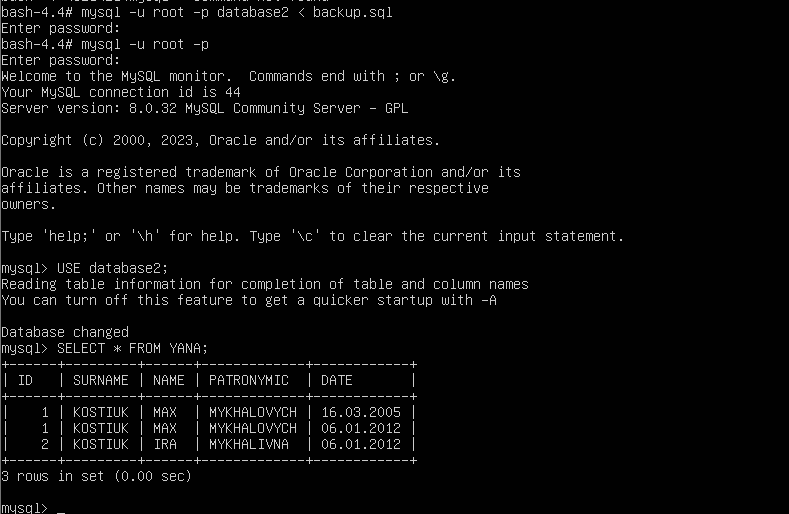 bash-4.4# mysql -u root -p database2 < backup.sql
Enter password:
bash-4.4# mysql -u root -p
Enter password:
Welcome to the MySQL monitor.  Commands end with ; or \g.
Your MySQL connection id is 44
Server version: 8.0.32 MySQL Community Server - GPL

Copyright (c) 2000, 2023, Oracle and/or its affiliates.

Oracle is a registered trademark of Oracle Corporation and/or its
affiliates. Other names may be trademarks of their respective
owners.

Type 'help;' or '\h' for help. Type '\c' to clear the current input statement.

mysql> USE database2;
Reading table information for completion of table and column names
You can turn off this feature to get a quicker startup with -A

Database changed
mysql> SELECT * FROM YANA;
+------+---------+------+-------------+------------+
| ID   | SURNAME | NAME | PATRONYMIC  | DATE       |
+------+---------+------+-------------+------------+
|    1 | KOSTIUK | MAX  | MYKHALOVYCH | 16.03.2005 |
|    1 | KOSTIUK | MAX  | MYKHALOVYCH | 06.01.2012 |
|    2 | KOSTIUK | IRA  | MYKHALIVNA  | 06.01.2012 |
+------+---------+------+-------------+------------+
3 rows in set (0.00 sec)

mysql> _